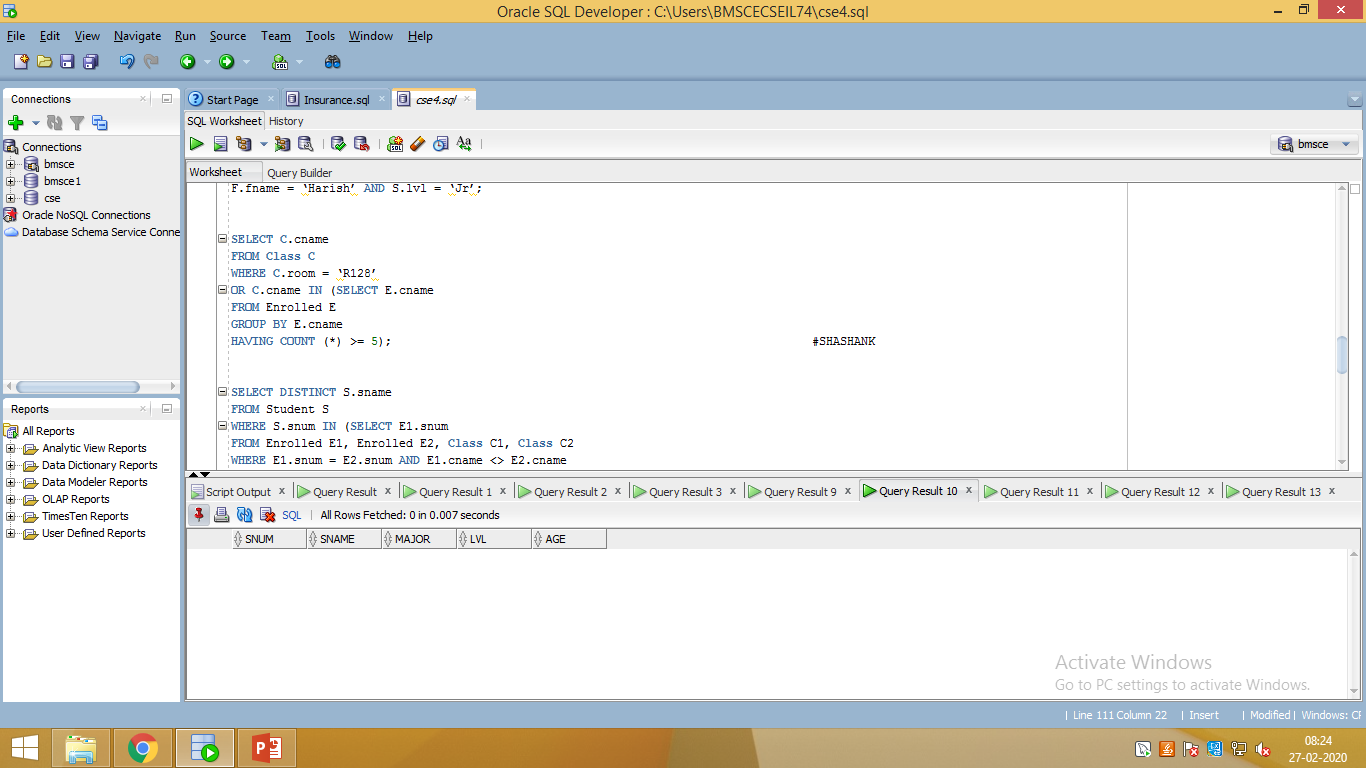 Oracle SQL Developer : C:\Users\BMSCECSEIL74\cse4.sql
File Edit View Navigate Run Source Team Tools Window Help
Connections
Connections
bmsce
bmsce1
cse
Oracle NoSQL Connections
Database Schema Service Conne
Reports
All Reports
Analytic View Reports
Data Dictionary Reports
Data Modeler Reports
OLAP Reports
TimesTen Reports
User Defined Reports
Start Page Insurance.sql cse4.sql
SQL Worksheet History
bmsce
Worksheet Query Builder
F.fname = ‘Harish’ AND S.lvl = ‘Jr’;
SELECT C.cname
FROM Class C
WHERE C.room = ‘R128’
OR C.cname IN (SELECT E.cname
FROM Enrolled E
GROUP BY E.cname
HAVING COUNT (*) >= 5); #SHASHANK
SELECT DISTINCT S.sname
FROM Student S
WHERE S.snum IN (SELECT E1.snum
FROM Enrolled E1, Enrolled E2, Class C1, Class C2
WHERE E1.snum = E2.snum AND E1.cname <> E2.cname
Script Output x Query Result x Query Result 1 x Query Result 2 x Query Result 3 x Query Result 9 x Query Result 10 x Query Result 11 x Query Result 12 x Query Result 13 x
SQL | All Rows Fetched: 0 in 0.007 seconds
SNUM SNAME MAJOR LVL AGE
Activate Windows
Go to PC settings to activate Windows.
| Line 111 Column 22 | Insert | Modified | Windows: CF
08:24
27-02-2020